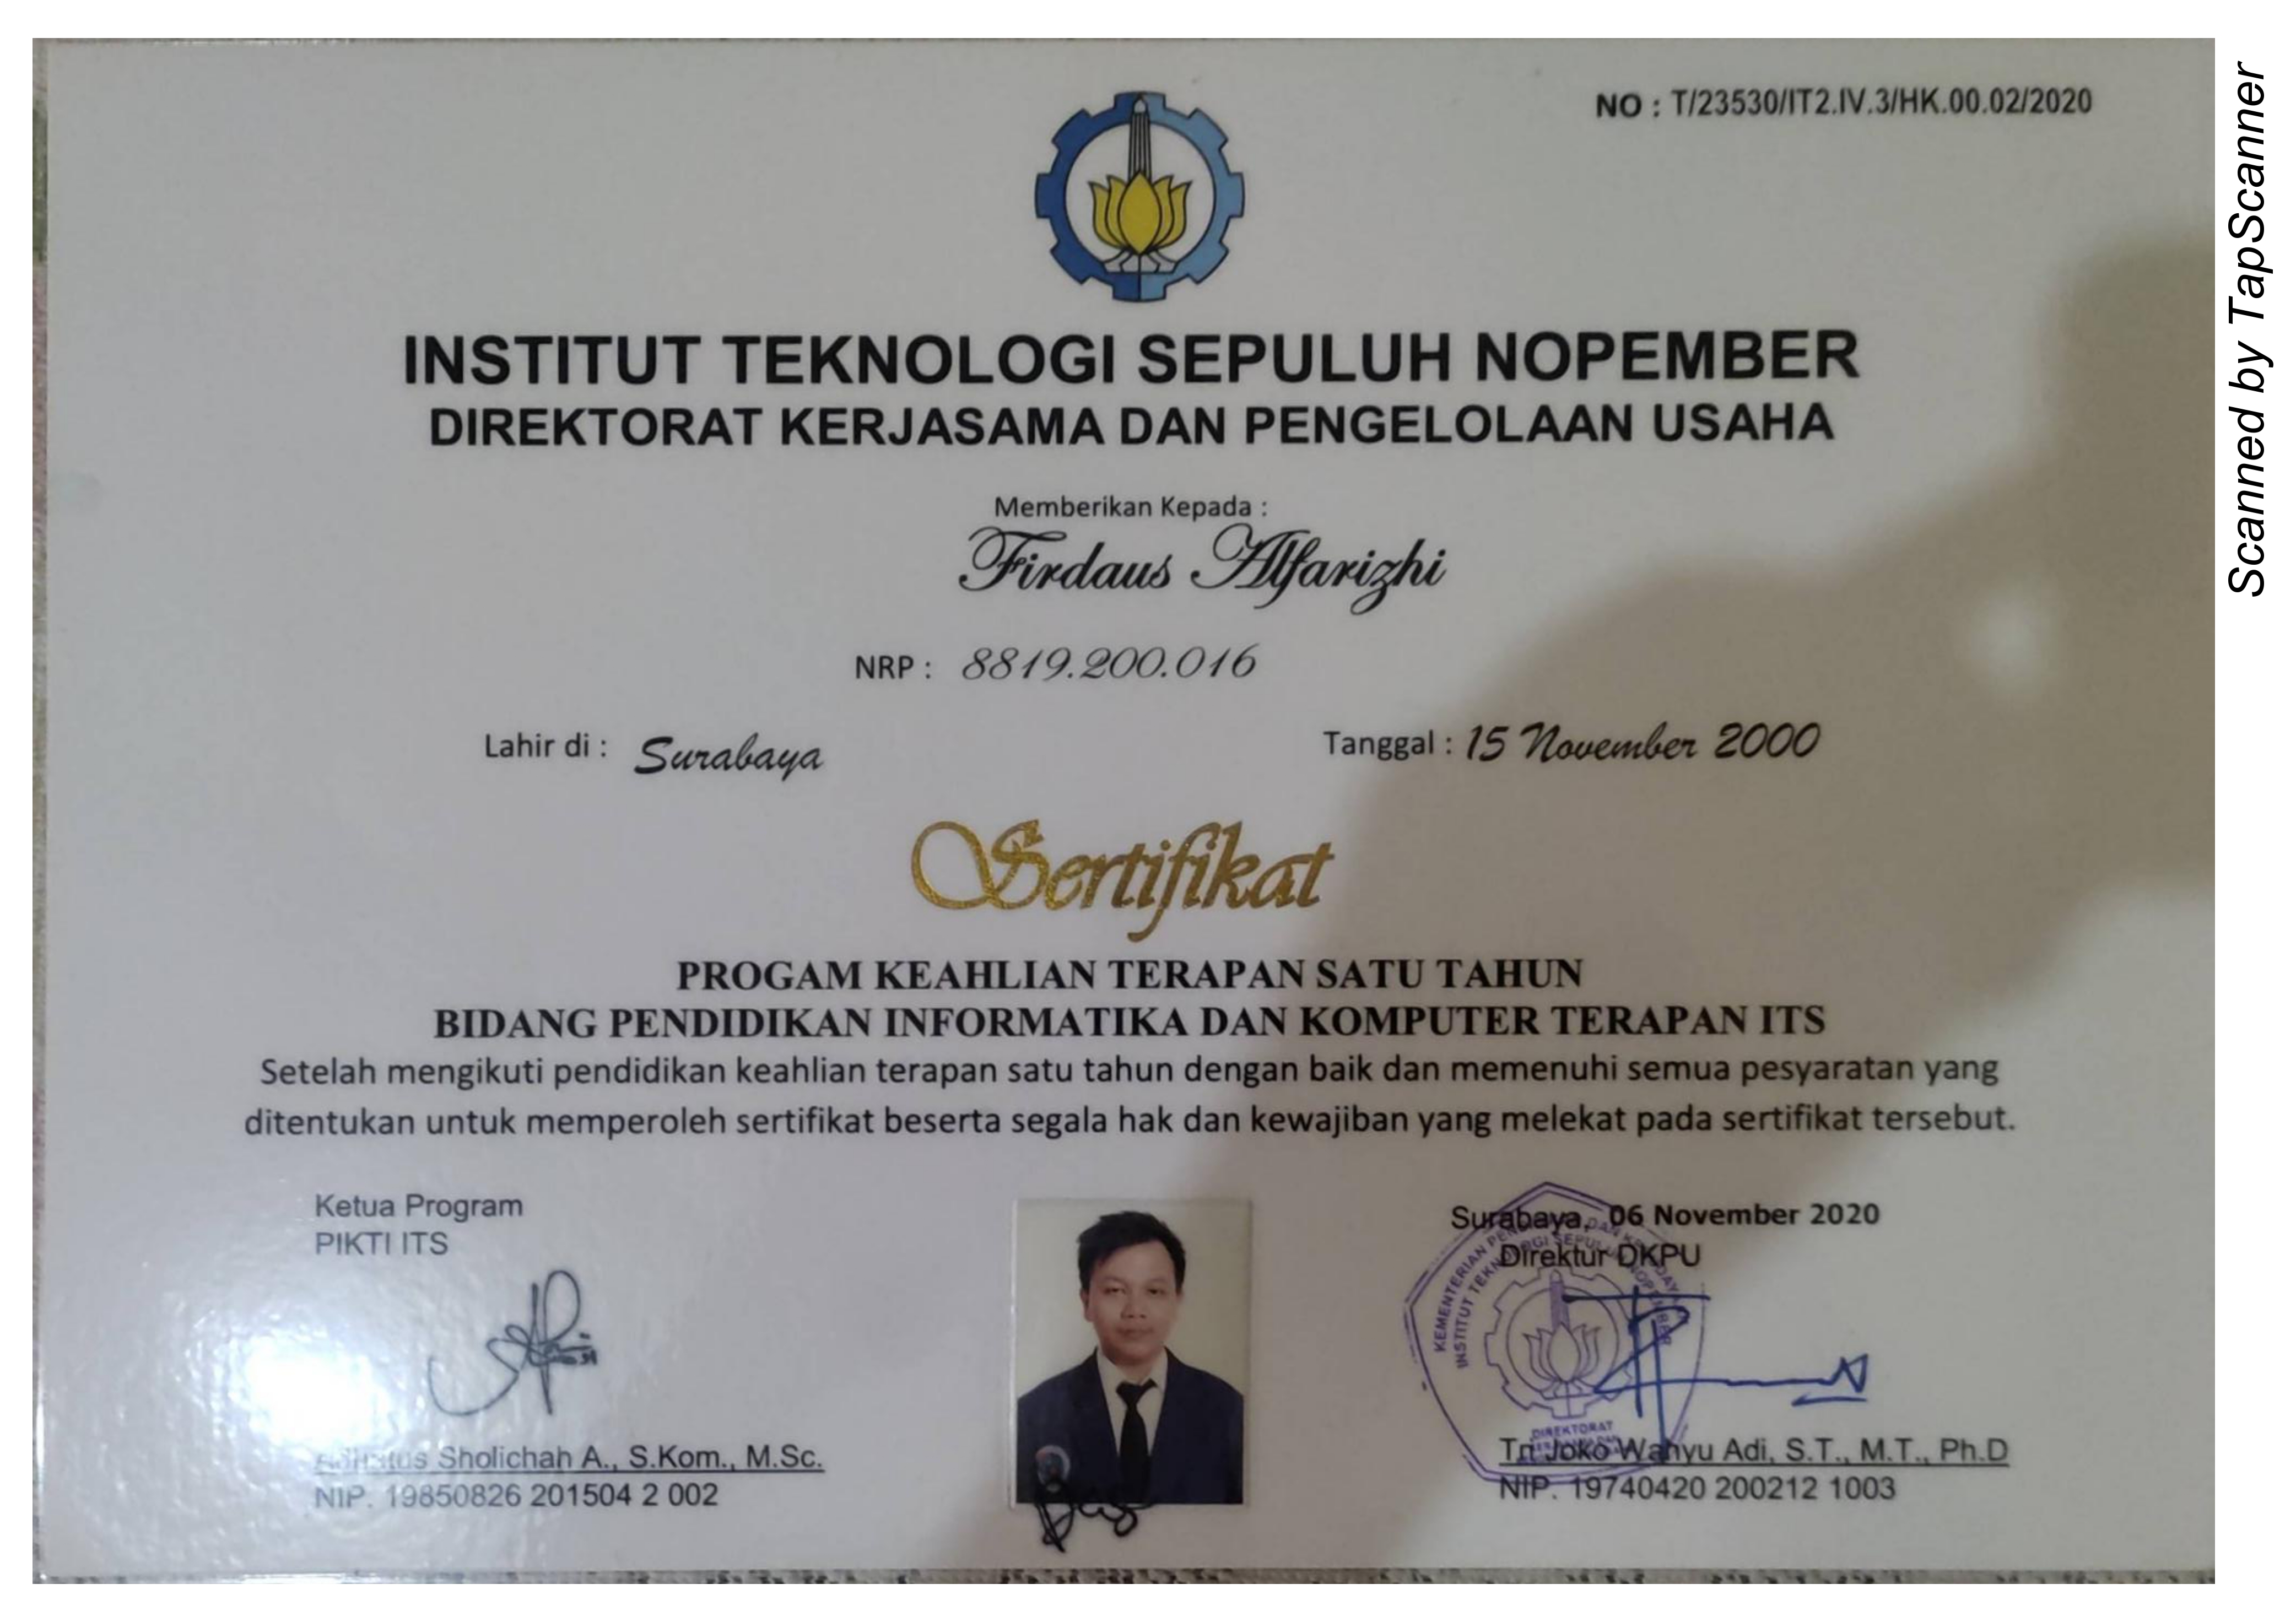 NO : T/23530/IT2.IV.3/HK.00.02/2020
INSTITUT TEKNOLOGI SEPULUH NOPEMBER
DIREKTORAT KERJASAMA DAN PENGELOLAAN USAHA
Memberikan Kepada :
Firdaus Alfarizhi
NRP : 8819.200.016
Lahir di : Surabaya
Tanggal : 15 November 2000
Sertifikat
PROGAM KEAHLIAN TERAPAN SATU TAHUN
BIDANG PENDIDIKAN INFORMATIKA DAN KOMPUTER TERAPAN ITS
Setelah mengikuti pendidikan keahlian terapan satu tahun dengan baik dan memenuhi semua pesyaratan yang
ditentukan untuk memperoleh sertifikat beserta segala hak dan kewajiban yang melekat pada sertifikat tersebut.
Ketua Program
PIKTI ITS
Sholichah A., S.Kom., M.Sc.
NIP. 19850826 201504 2 002
Surabaya, 06 November 2020
Direktur DKPU
KEMENTERIAN
INSTITUT TEKNOLOGI SEPULUH NOPEMBER
DIREKTORAT
Tri Joko Wahyu Adi, S.T., M.T., Ph.D
NIP. 19740420 200212 1003
Scanned by TapScanner